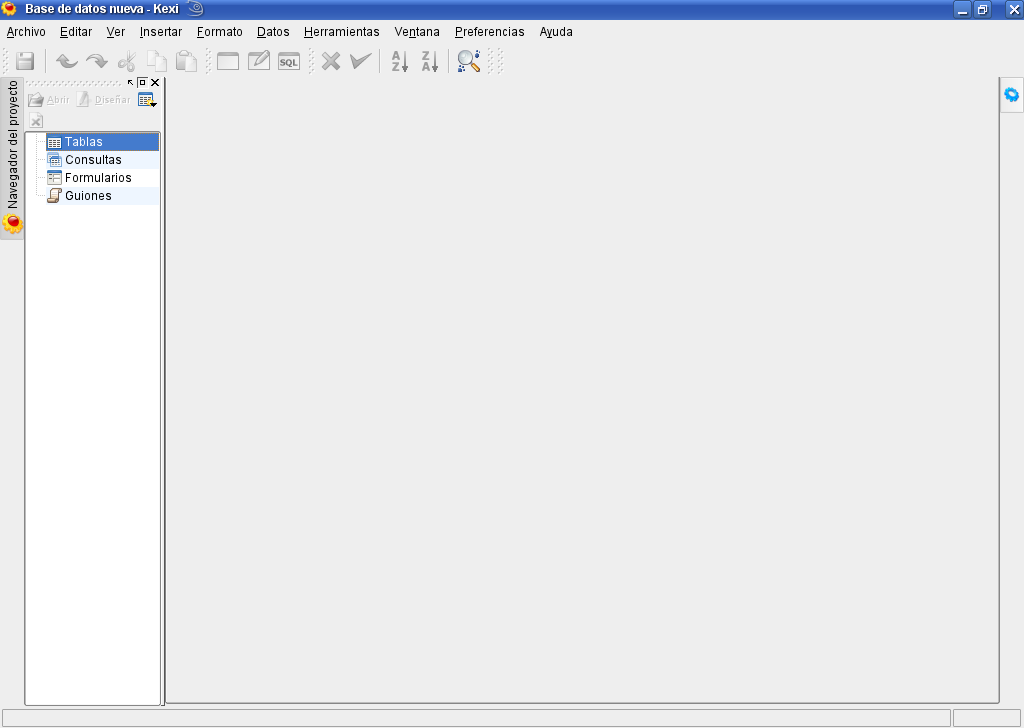 Base de datos nueva - Kexi
Archivo Editar Ver Insertar Formato Datos Herramientas Ventana Preferencias Ayuda
SQL
A Z Z A
Navegador del proyecto
Abrir Diseñar
Tablas
Consultas
Formularios
Guiones